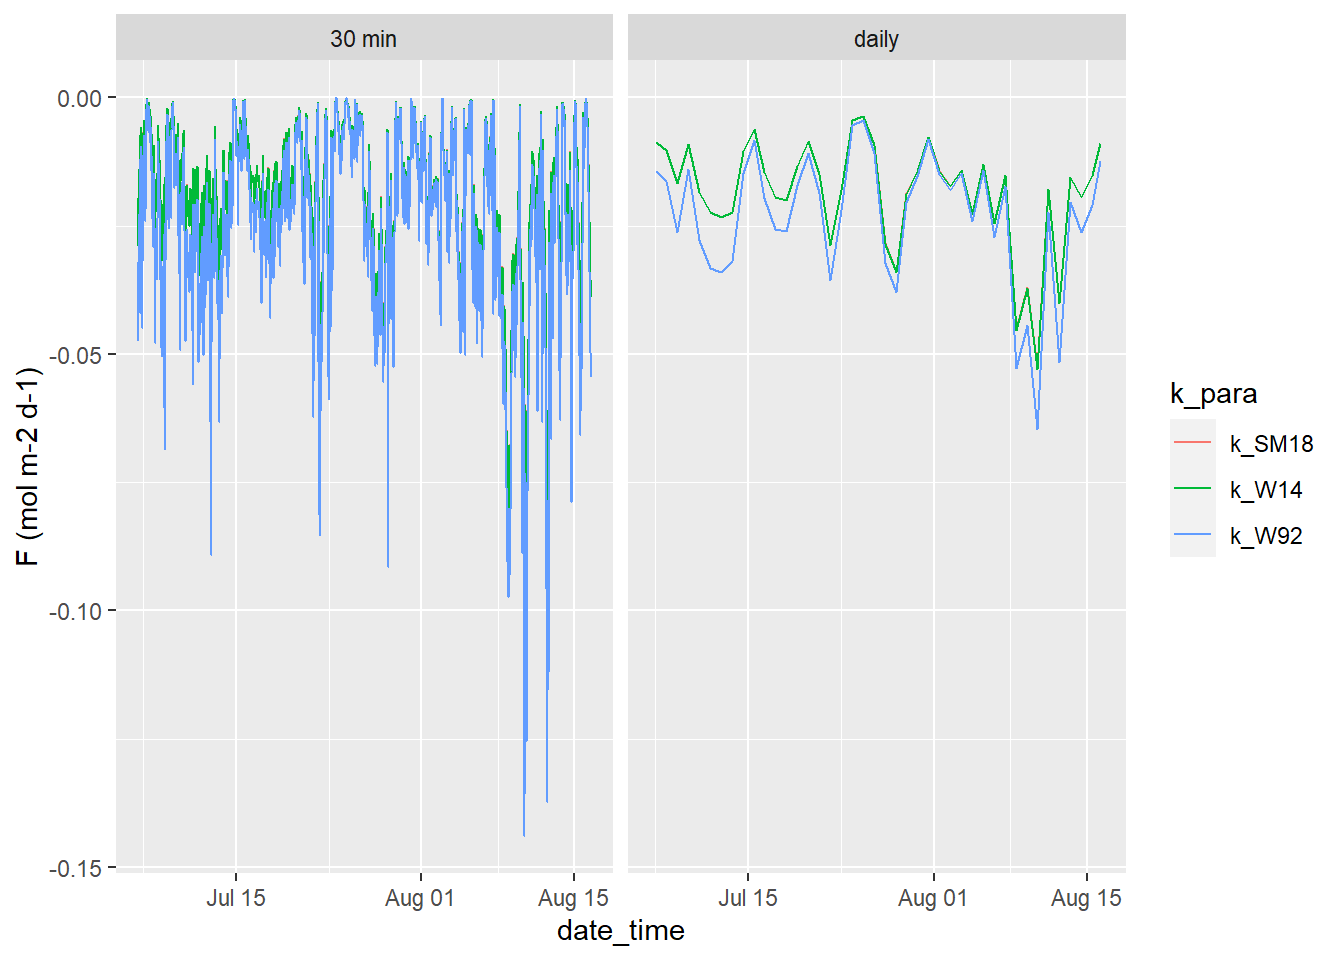 30 min
daily
0.00
-0.05
-0.10
-0.15
F (mol m-2 d-1)
Jul 15
Aug 01
Aug 15
Jul 15
Aug 01
Aug 15
date_time
k_para
k_SM18
k_W14
k_W92